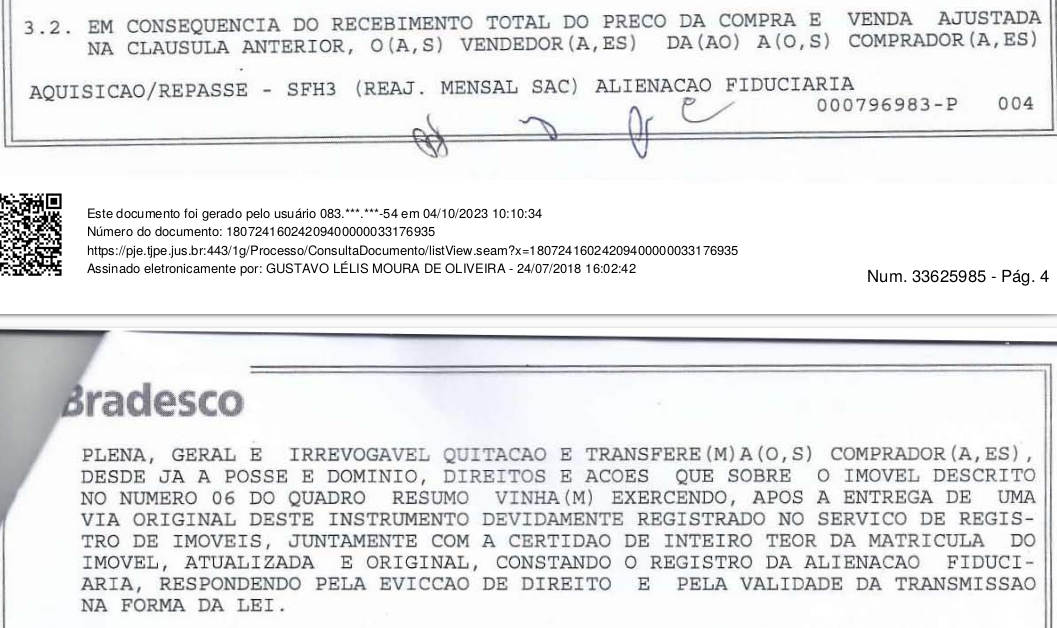 3.2. EM CONSEQUENCIA DO RECEBIMENTO TOTAL DO PRECO DA COMPRA E VENDA AJUSTADA
NA CLAUSULA ANTERIOR, O(A,S) VENDEDOR(A,ES) DA(AO) A(O,S) COMPRADOR(A,ES)
AQUISICAO/REPASSE - SFH3 (REAJ. MENSAL SAC) ALIENACAO FIDUCIARIA
000796983-P 004
Este documento foi gerado pelo usuário 083.***.***-54 em 04/10/2023 10:10:34
Número do documento: 18072416024209400000033176935
https://pje.tjpe.jus.br:443/1g/Processo/ConsultaDocumento/listView.seam?x=18072416024209400000033176935
Assinado eletronicamente por: GUSTAVO LÉLIS MOURA DE OLIVEIRA - 24/07/2018 16:02:42
Num. 33625985 - Pág. 4
Bradesco
PLENA, GERAL E IRREVOGAVEL QUITACAO E TRANSFERE(M)A(O,S) COMPRADOR(A,ES),
DESDE JA A POSSE E DOMINIO, DIREITOS E ACOES QUE SOBRE O IMOVEL DESCRITO
NO NUMERO 06 DO QUADRO RESUMO VINHA(M) EXERCENDO, APOS A ENTREGA DE UMA
VIA ORIGINAL DESTE INSTRUMENTO DEVIDAMENTE REGISTRADO NO SERVICO DE REGIS-
TRO DE IMOVEIS, JUNTAMENTE COM A CERTIDAO DE INTEIRO TEOR DA MATRICULA DO
IMOVEL, ATUALIZADA E ORIGINAL, CONSTANDO O REGISTRO DA ALIENACAO FIDUCI-
ARIA, RESPONDENDO PELA EVICCAO DE DIREITO E PELA VALIDADE DA TRANSMISSAO
NA FORMA DA LEI.